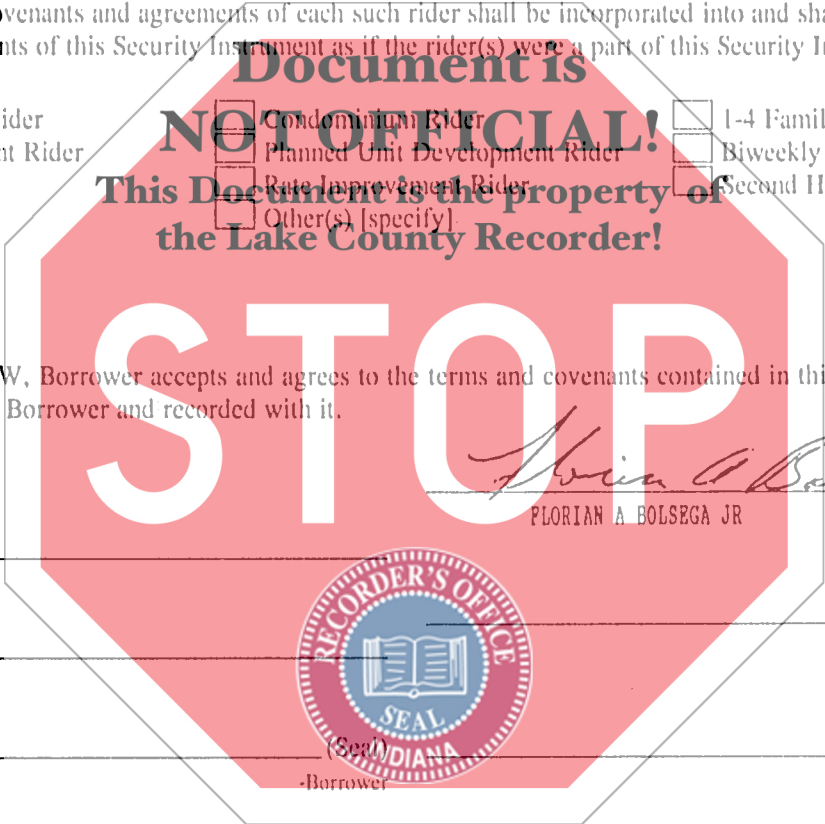 venants and agreements of each such rider shall be incorporated into and sha
nts of this Security Instrument as if the rider(s) were a part of this Security I
Document is
ider Condominium Rider 1-4 Famil
NOT OFFICIAL!
nt Rider Planned Unit Development Rider Biweekly
Rate Improvement Rider Second H
This Document is the property of
Other(s) [specify]
the Lake County Recorder!
STOP
W, Borrower accepts and agrees to the terms and covenants contained in thi
Borrower and recorded with it.
Florian A B
FLORIAN A BOLSEGA JR
RECORDER'S OFFICE
SEAL
INDIANA
(Seal)
-Borrower